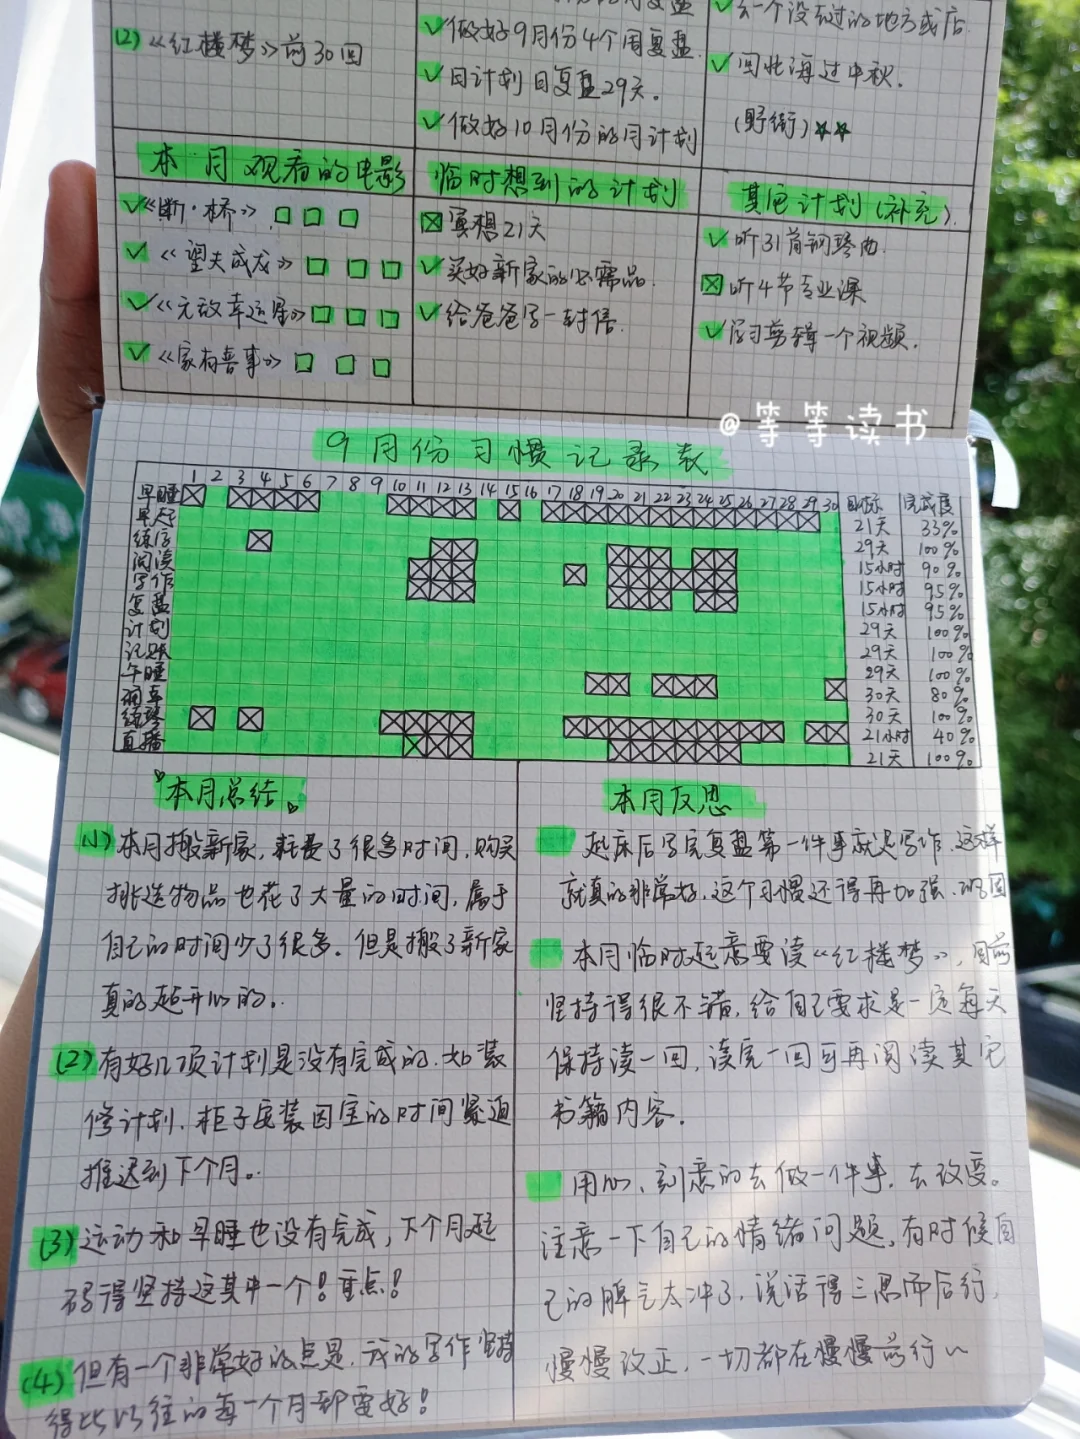 (2)《红楼梦》前30回
✓做好9月份4个周复盘.
✓日计划日复盘29天.
✓做好10月份的月计划
✓去一个没去过的地方或店.
✓回北海过中秋.
本月观看的电影
✓《断·桥》□□□
✓《望夫成龙》□□□
✓《无敌幸运星》□□□
✓《家有喜事》□□□
临时想到的计划
☒冥想21天
✓买好新家的必需品.
✓给爸爸写一封信.
其它计划(补充)
✓听31首钢琴曲.
☒听4节专业课
✓学习剪辑一个视频.
@等等读书
9月份习惯记录表
1 2 3 4 5 6 7 8 9 10 11 12 13 14 15 16 17 18 19 20 21 22 23 24 25 26 27 28 29 30 目标 完成度
早睡 21天 33%
早起 29天 100%
练字 15小时 90%
阅读 15小时 95%
写作 15小时 95%
复盘 29天 100%
计划 29天 100%
记账 29天 100%
午睡 30天 80%
30天 100%
练琴 21小时 40%
直播 21天 100%
本月总结
(1)本月搬新家,耗费了很多时间,购买
挑选物品也花了大量的时间,属于
自己的时间少了很多.但是搬了新家
真的超开心的..
(2)有好几项计划是没有完成的.如装
修计划.柜子安装因宝的时间紧迫
推迟到下个月..
(3)运动和早睡也没有完成,下个月起
码得坚持这其中一个!重点!
(4)但有一个非常好的点是.我的写作坚持
得比以往的每一个月都要好!
本月反思
起床后写完复盘第一件事就是写作.这样
就真的非常好.这个习惯还得再加强.巩固
本月临时起意要读《红楼梦》,目前
坚持得很不错,给自己要求是一定每天
保持读一回,读完一回可再阅读其它
书籍内容.
用心、刻意的去做一件事.去改变。
注意一下自己的情绪问题,有时候自
己的脾气太冲了.说话得三思而后行,
慢慢改正.一切都在慢慢前行~